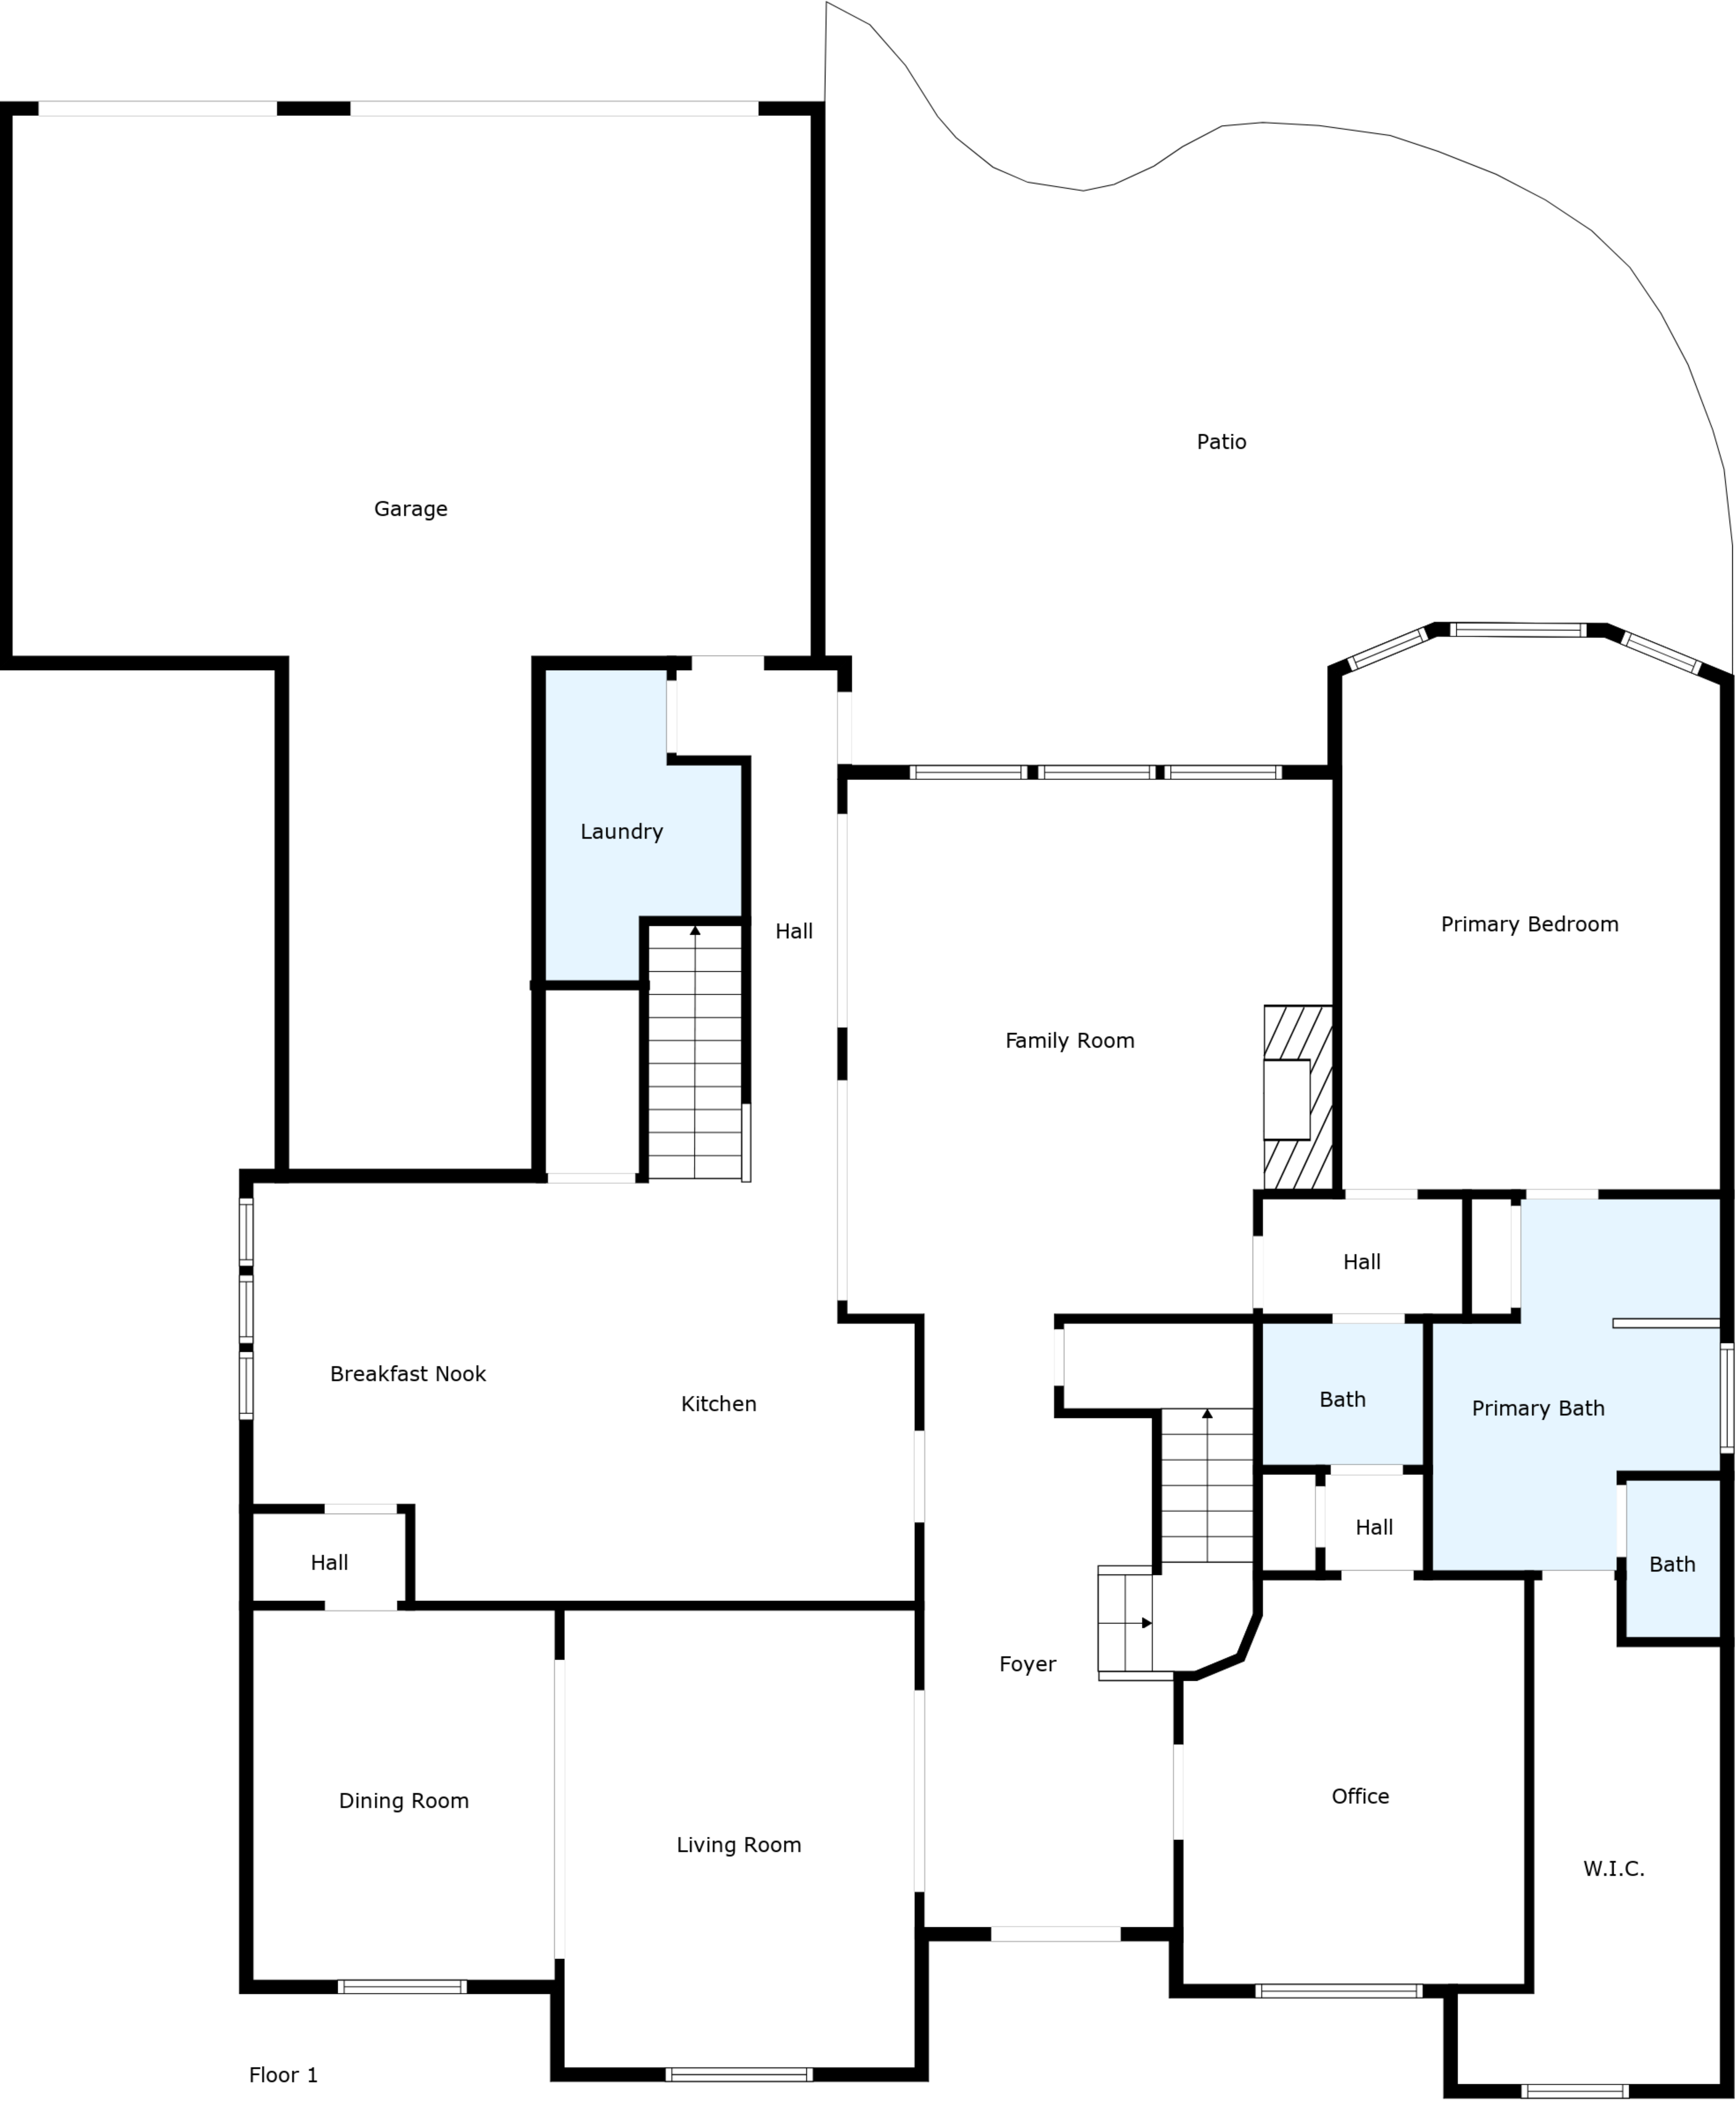 Patio
Garage
Laundry
Primary Bedroom
Hall
Family Room
Hall
Breakfast Nook
Kitchen
Bath
Primary Bath
Hall
Hall
Bath
Foyer
Dining Room
Office
Living Room
W.I.C.
Floor 1